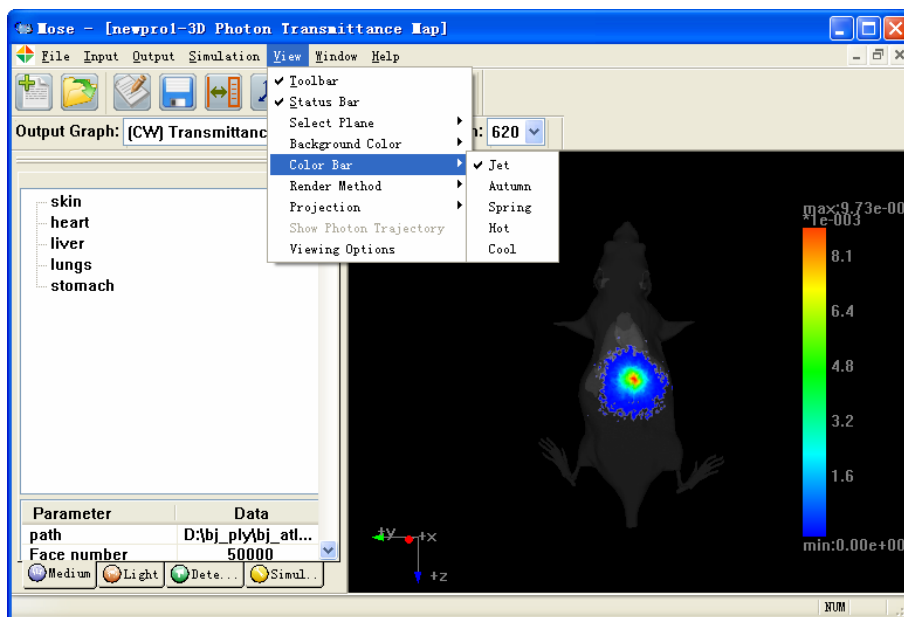 Mose - [newpro1-3D Photon Transmittance Map]
File Input Output Simulation View Window Help
Toolbar
Status Bar
Select Plane
Background Color
Color Bar
Render Method
Projection
Show Photon Trajectory
Viewing Options
Jet
Autumn
Spring
Hot
Cool
Output Graph: (CW) Transmittanc
620
skin
heart
liver
lungs
stomach
Parameter Data
path D:\bj_ply\bj_atl...
Face number 50000
Medium Light Dete... Simul..
max:9.73e-00
*1e-003
8.1
6.4
4.8
3.2
1.6
min:0.00e+00
+y +x
+z
NUM